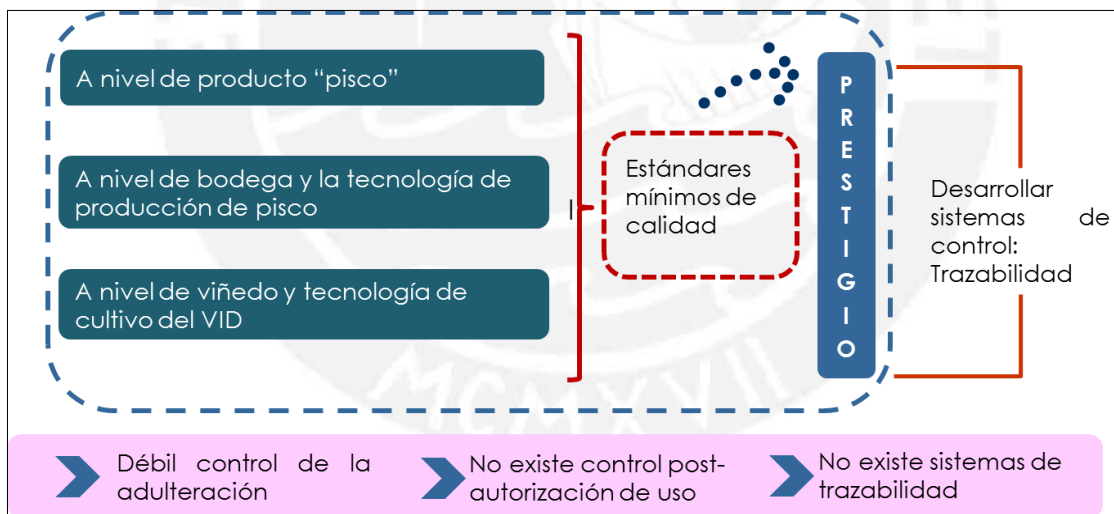 A nivel de producto “pisco”
A nivel de bodega y la tecnología de
producción de pisco
A nivel de viñedo y tecnología de
cultivo del VID
Estándares
mínimos de
calidad
PRESTIGIO
Desarrollar
sistemas de
control:
Trazabilidad
Débil control de la
adulteración
No existe control post-
autorización de uso
No existe sistemas de
trazabilidad
MCMXVII